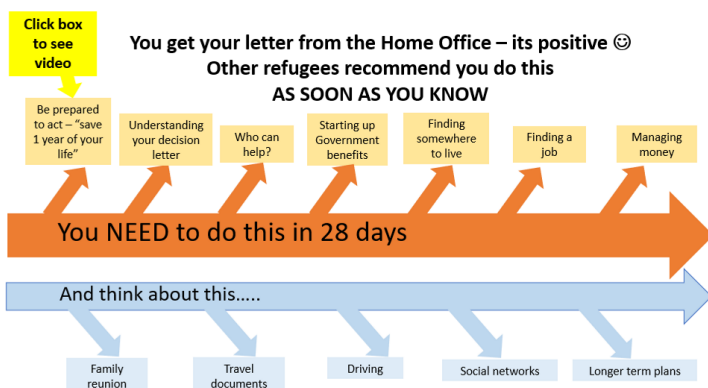 Click box
to see
video
You get your letter from the Home Office – its positive ☺
Other refugees recommend you do this
AS SOON AS YOU KNOW
Be prepared
to act – “save
1 year of your
life”
Understanding
your decision
letter
Who can
help?
Starting up
Government
benefits
Finding
somewhere
to live
Finding a
job
Managing
money
You NEED to do this in 28 days
And think about this…..
Family
reunion
Travel
documents
Driving
Social networks
Longer term plans